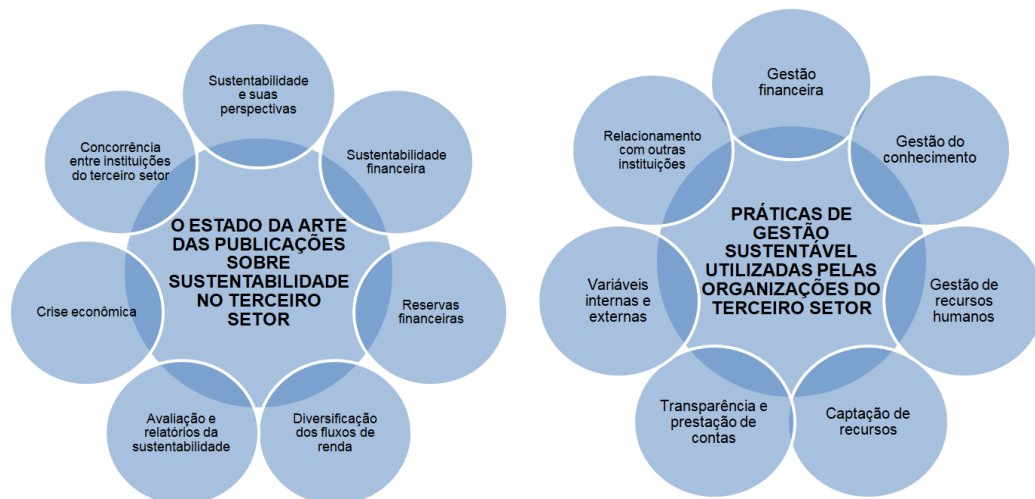 Sustentabilidade
e suas
perspectivas
Sustentabilidade
financeira
Reservas
financeiras
Diversificação
dos fluxos de
renda
Avaliação e
relatórios da
sustentabilidade
Crise econômica
Concorrência
entre instituições
do terceiro setor
O ESTADO DA ARTE
DAS PUBLICAÇÕES
SOBRE
SUSTENTABILIDADE
NO TERCEIRO
SETOR
Gestão
financeira
Gestão do
conhecimento
Gestão de
recursos
humanos
Captação de
recursos
Transparência e
prestação de
contas
Variáveis
internas e
externas
Relacionamento
com outras
instituições
PRÁTICAS DE
GESTÃO
SUSTENTÁVEL
UTILIZADAS PELAS
ORGANIZAÇÕES DO
TERCEIRO SETOR